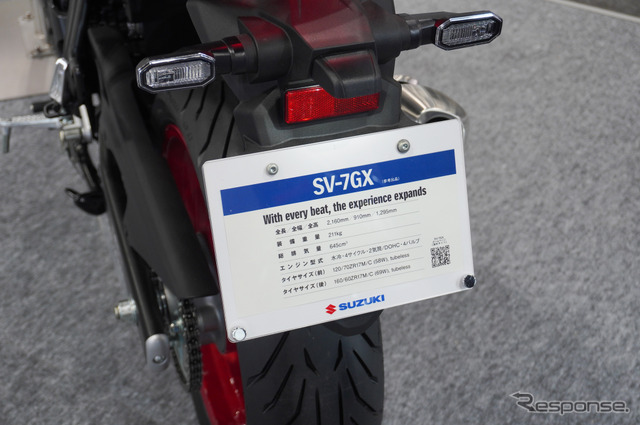 SV-7GX (参考出品)
With every beat, the experience expands
全長/全幅/全高 2,160mm 910mm 1,295mm
装備重量 211kg
総排気量 645cm³
エンジン型式 水冷・4サイクル・2気筒/DOHC・4バルブ
タイヤサイズ(前) 120/70ZR17M/C (58W), tubeless
タイヤサイズ(後) 160/60ZR17M/C (69W), tubeless
SUZUKI
Response.